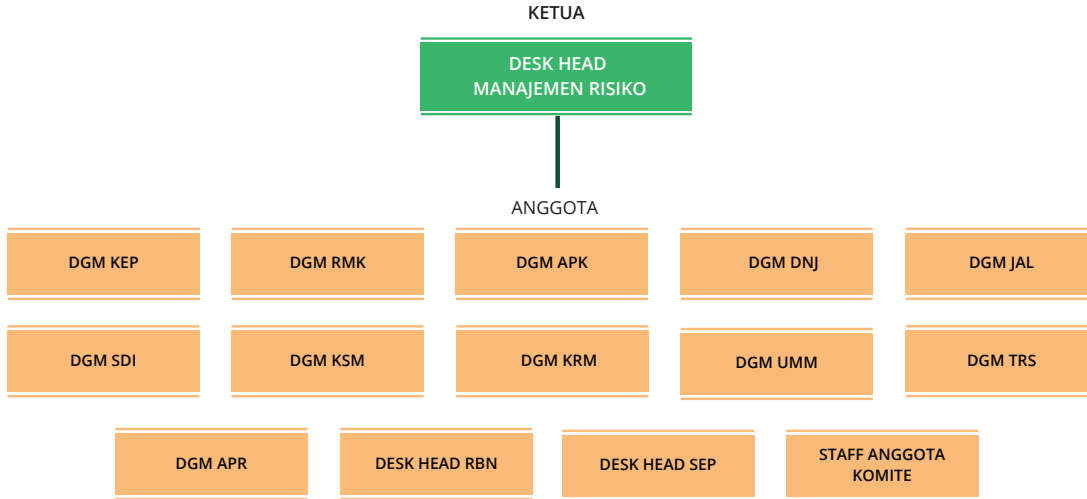 KETUA
DESK HEAD
MANAJEMEN RISIKO
ANGGOTA
DGM KEP
DGM RMK
DGM APK
DGM DNJ
DGM JAL
DGM SDI
DGM KSM
DGM KRM
DGM UMM
DGM TRS
DGM APR
DESK HEAD RBN
DESK HEAD SEP
STAFF ANGGOTA
KOMITE